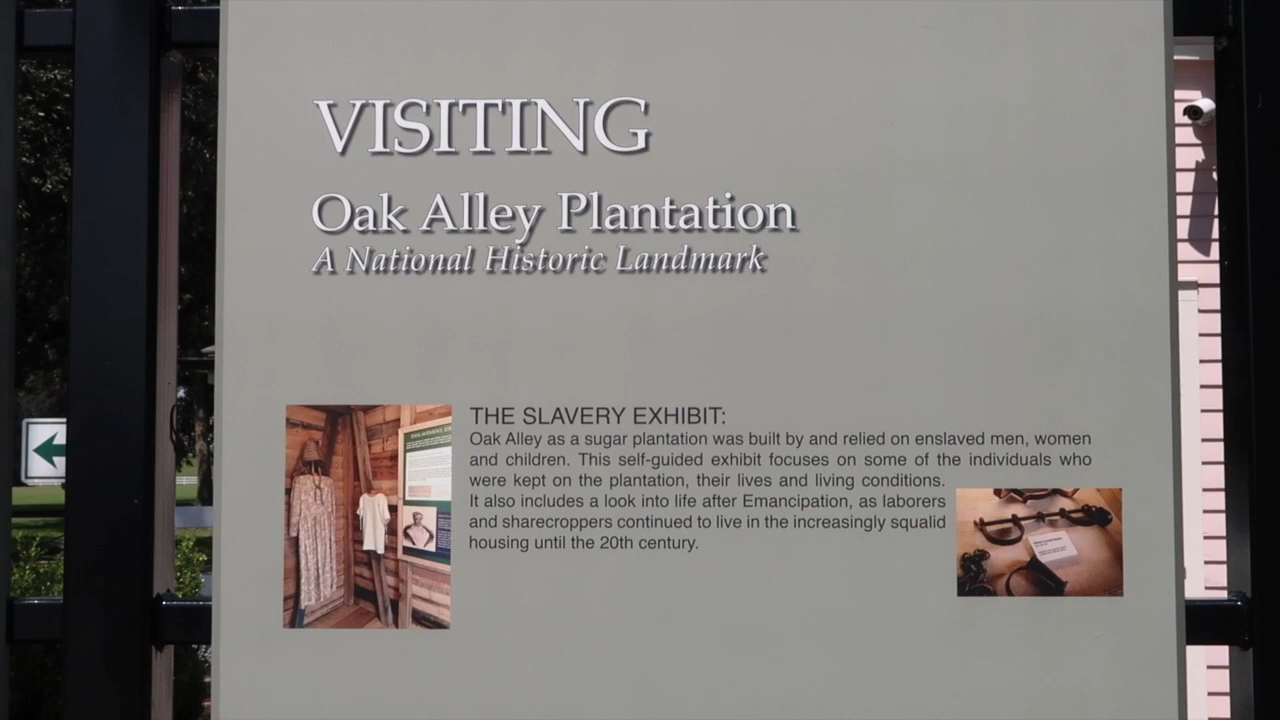 VISITING
Oak Alley Plantation
A National Historic Landmark
THE SLAVERY EXHIBIT:
Oak Alley as a sugar plantation was built by and relied on enslaved men, women
and children. This self-guided exhibit focuses on some of the individuals who
were kept on the plantation, their lives and living conditions.
It also includes a look into life after Emancipation, as laborers
and sharecroppers continued to live in the increasingly squalid
housing until the 20th century.